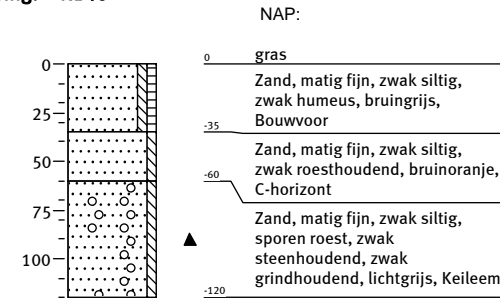 NAP:
0
gras
0
Zand, matig fijn, zwak siltig,
zwak humeus, bruingrijs,
Bouwvoor
25
-35
Zand, matig fijn, zwak siltig,
zwak roesthoudend, bruinoranje,
C-horizont
50
-60
75
Zand, matig fijn, zwak siltig,
sporen roest, zwak
steenhoudend, zwak
grindhoudend, lichtgrijs, Keileem
100
-120